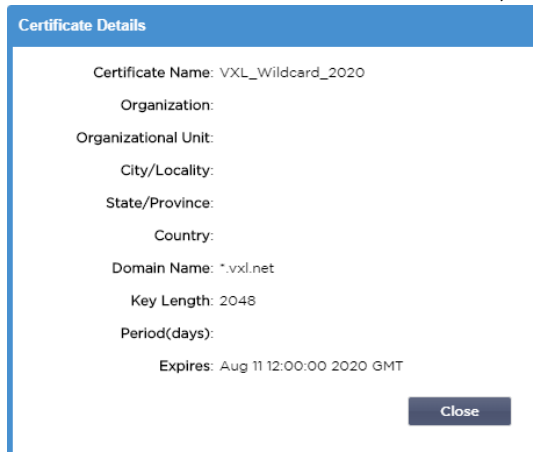 Certificate Details
Certificate Name: VXL_Wildcard_2020
Organization:
Organizational Unit:
City/Locality:
State/Province:
Country:
Domain Name: *.vxl.net
Key Length: 2048
Period(days):
Expires: Aug 11 12:00:00 2020 GMT
Close